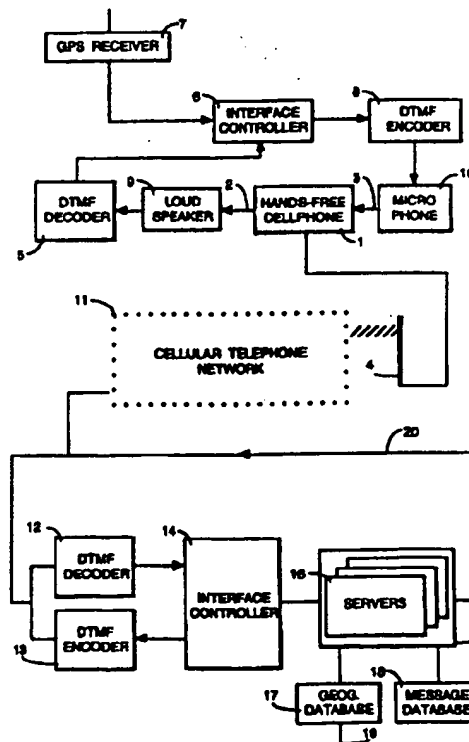 7
GPS RECEIVER
6
INTERFACE
CONTROLLER
8
DTMF
ENCODER
DTMF
DECODER
5
9
LOUD
SPEAKER
2
HANDS-FREE
CELLPHONE
1
3
MICRO
PHONE
11
CELLULAR TELEPHONE
NETWORK
4
20
12
DTMF
DECODER
14
INTERFACE
CONTROLLER
DTMF
ENCODER
13
16
SERVERS
17
GEOG.
DATABASE
18
MESSAGE
DATABASE
19